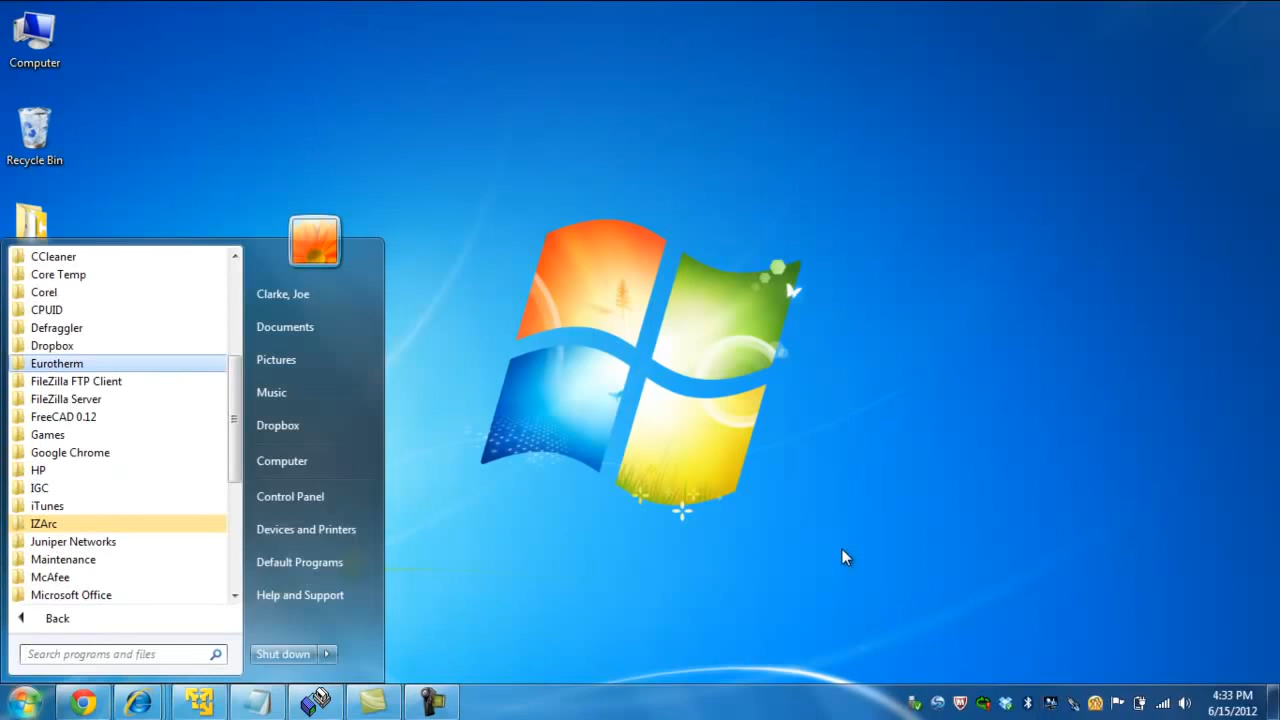 Computer
Recycle Bin
CCleaner
Core Temp
Corel
CPUID
Defraggler
Dropbox
Eurotherm
FileZilla FTP Client
FileZilla Server
FreeCAD 0.12
Games
Google Chrome
HP
IGC
iTunes
IZArc
Juniper Networks
Maintenance
McAfee
Microsoft Office
Back
Search programs and files
Clarke, Joe
Documents
Pictures
Music
Dropbox
Computer
Control Panel
Devices and Printers
Default Programs
Help and Support
Shut down
4:33 PM
6/15/2012